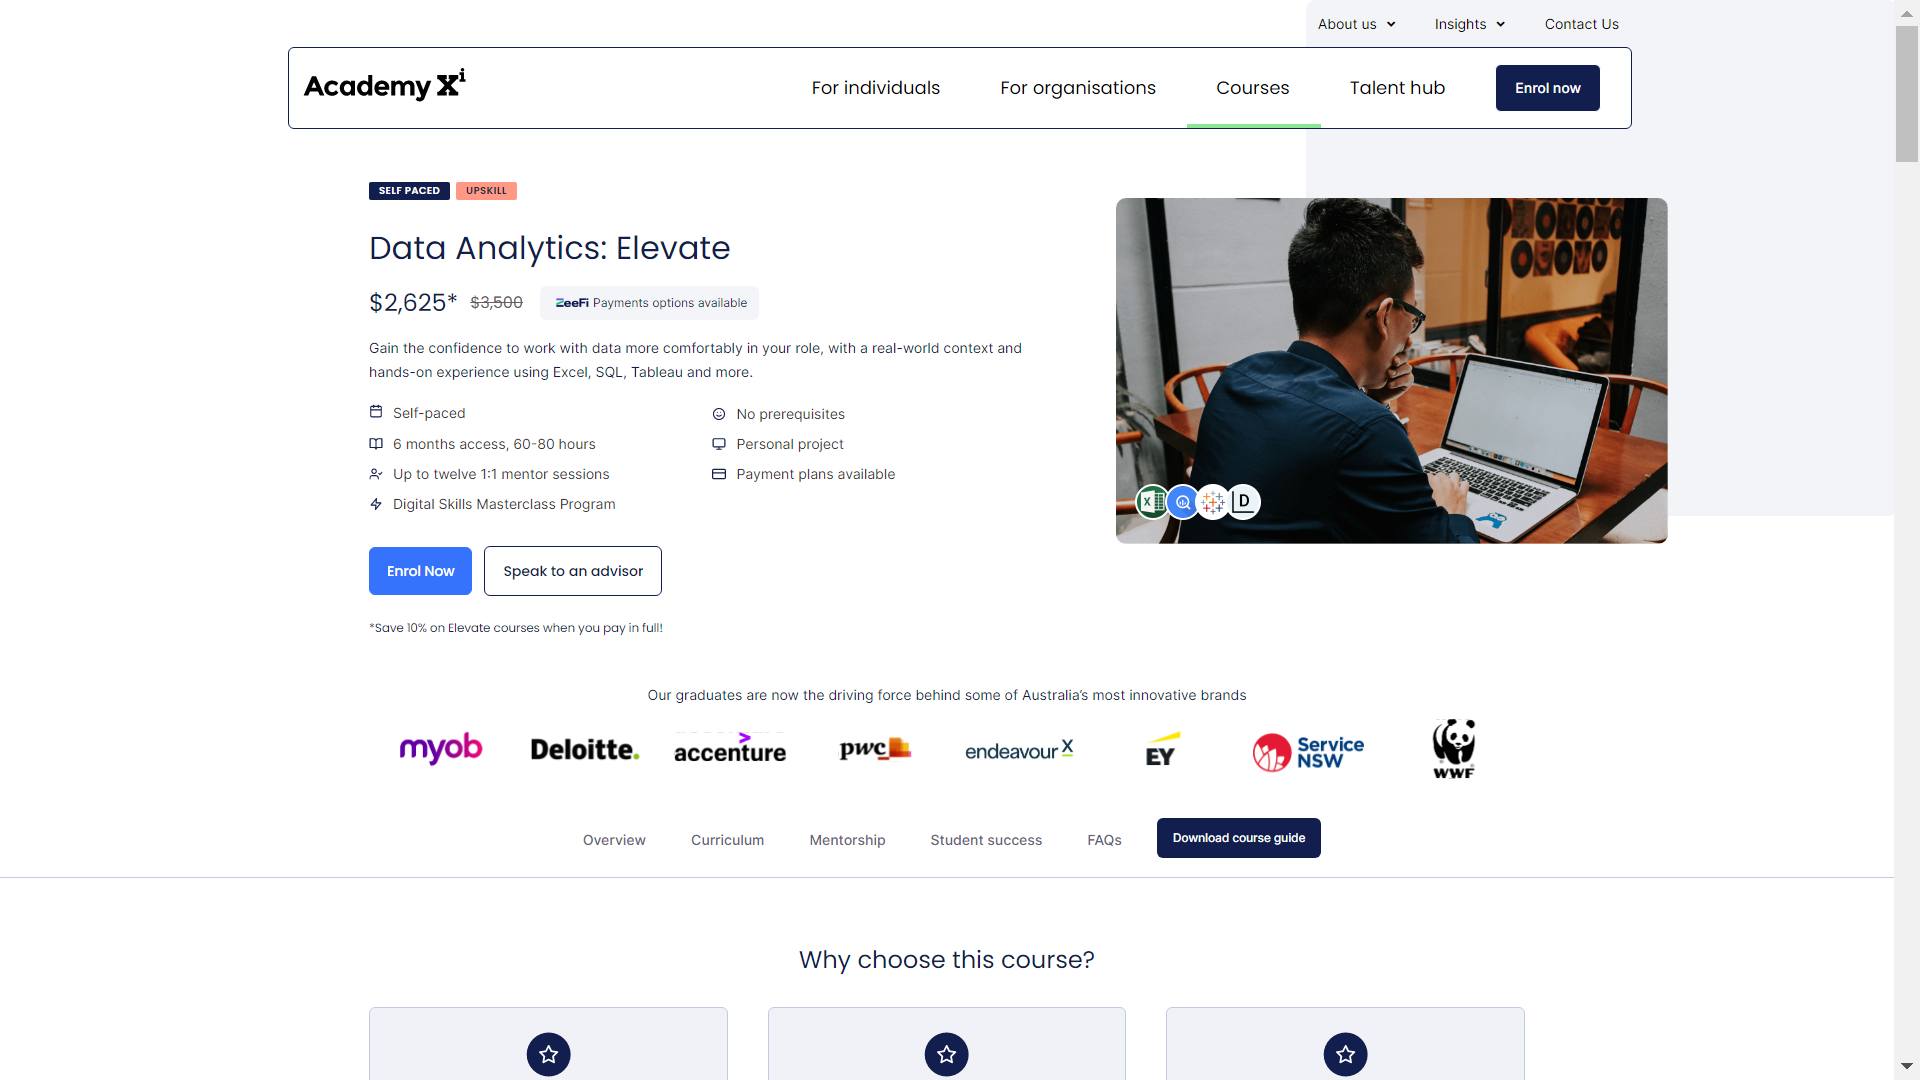 About us
Insights
Contact Us
Academy Xi
For individuals
For organisations
Courses
Talent hub
Enrol now
SELF PACED
UPSKILL
Data Analytics: Elevate
$2,625* $3,500
ZeeFi Payments options available
Gain the confidence to work with data more comfortably in your role, with a real-world context and
hands-on experience using Excel, SQL, Tableau and more.
Self-paced
No prerequisites
6 months access, 60-80 hours
Personal project
Up to twelve 1:1 mentor sessions
Payment plans available
Digital Skills Masterclass Program
X
D
Enrol Now
Speak to an advisor
*Save 10% on Elevate courses when you pay in full!
Our graduates are now the driving force behind some of Australia's most innovative brands
myob
Deloitte.
accenture
pwc
endeavour X
EY
Service
NSW
WWF
Overview
Curriculum
Mentorship
Student success
FAQs
Download course guide
Why choose this course?